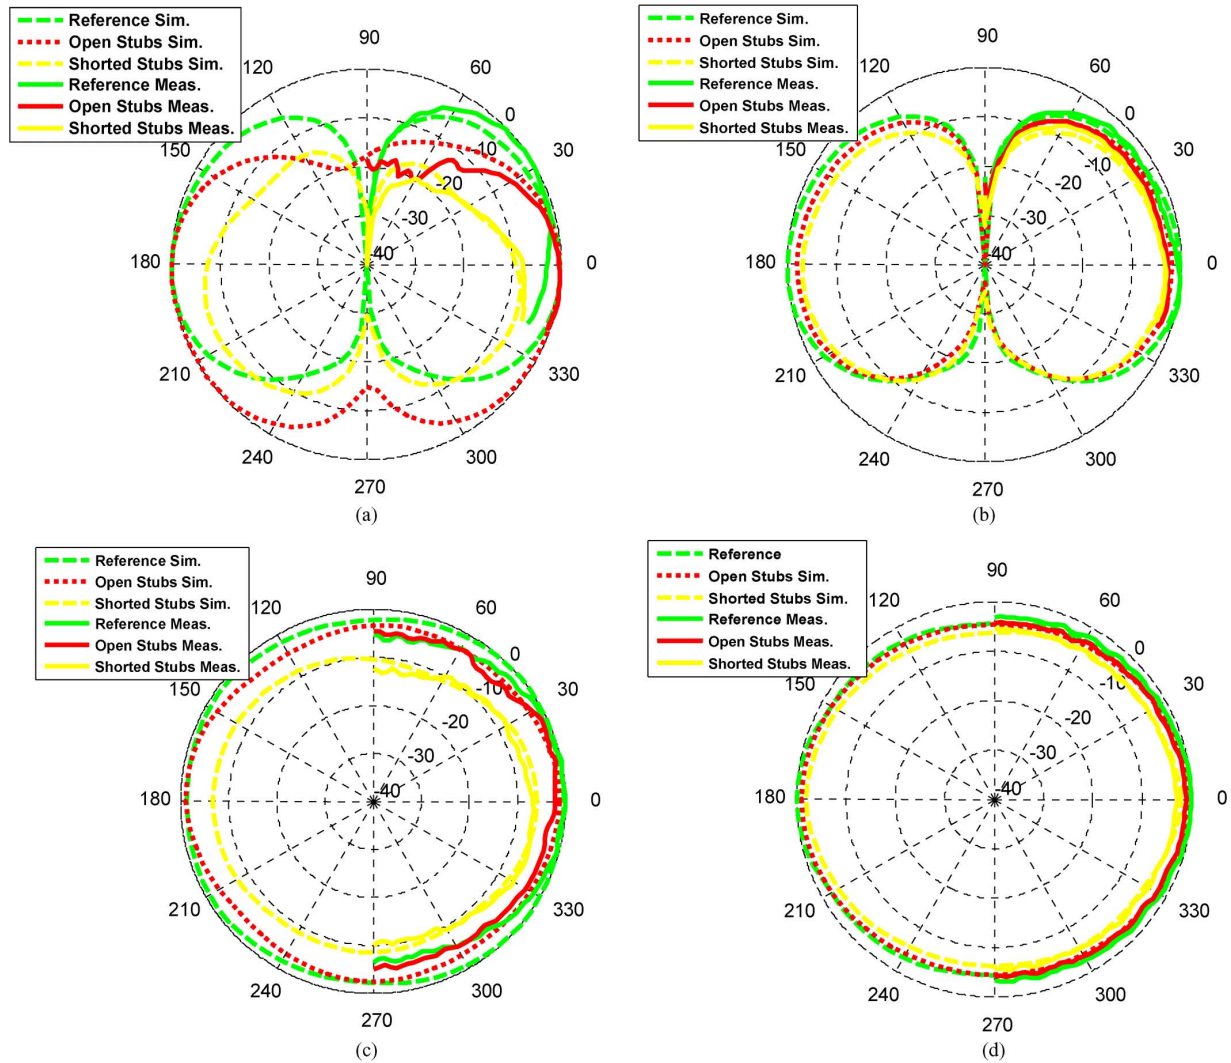 Reference Sim.
Open Stubs Sim.
Shorted Stubs Sim.
Reference Meas.
Open Stubs Meas.
Shorted Stubs Meas.
90
120
60
150
0
30
-10
-20
-30
-40
180
0
210
330
240
300
270
(a)
Reference Sim.
Open Stubs Sim.
Shorted Stubs Sim.
Reference Meas.
Open Stubs Meas.
Shorted Stubs Meas.
90
120
60
150
0
30
-10
-20
-30
-40
180
0
210
330
240
300
270
(b)
Reference Sim.
Open Stubs Sim.
Shorted Stubs Sim.
Reference Meas.
Open Stubs Meas.
Shorted Stubs Meas.
90
120
60
150
0
30
-10
-20
-30
-40
180
0
210
330
240
300
270
(c)
Reference
Open Stubs Sim.
Shorted Stubs Sim.
Reference Meas.
Open Stubs Meas.
Shorted Stubs Meas.
90
120
60
150
0
30
-10
-20
-30
-40
180
0
210
330
240
300
270
(d)